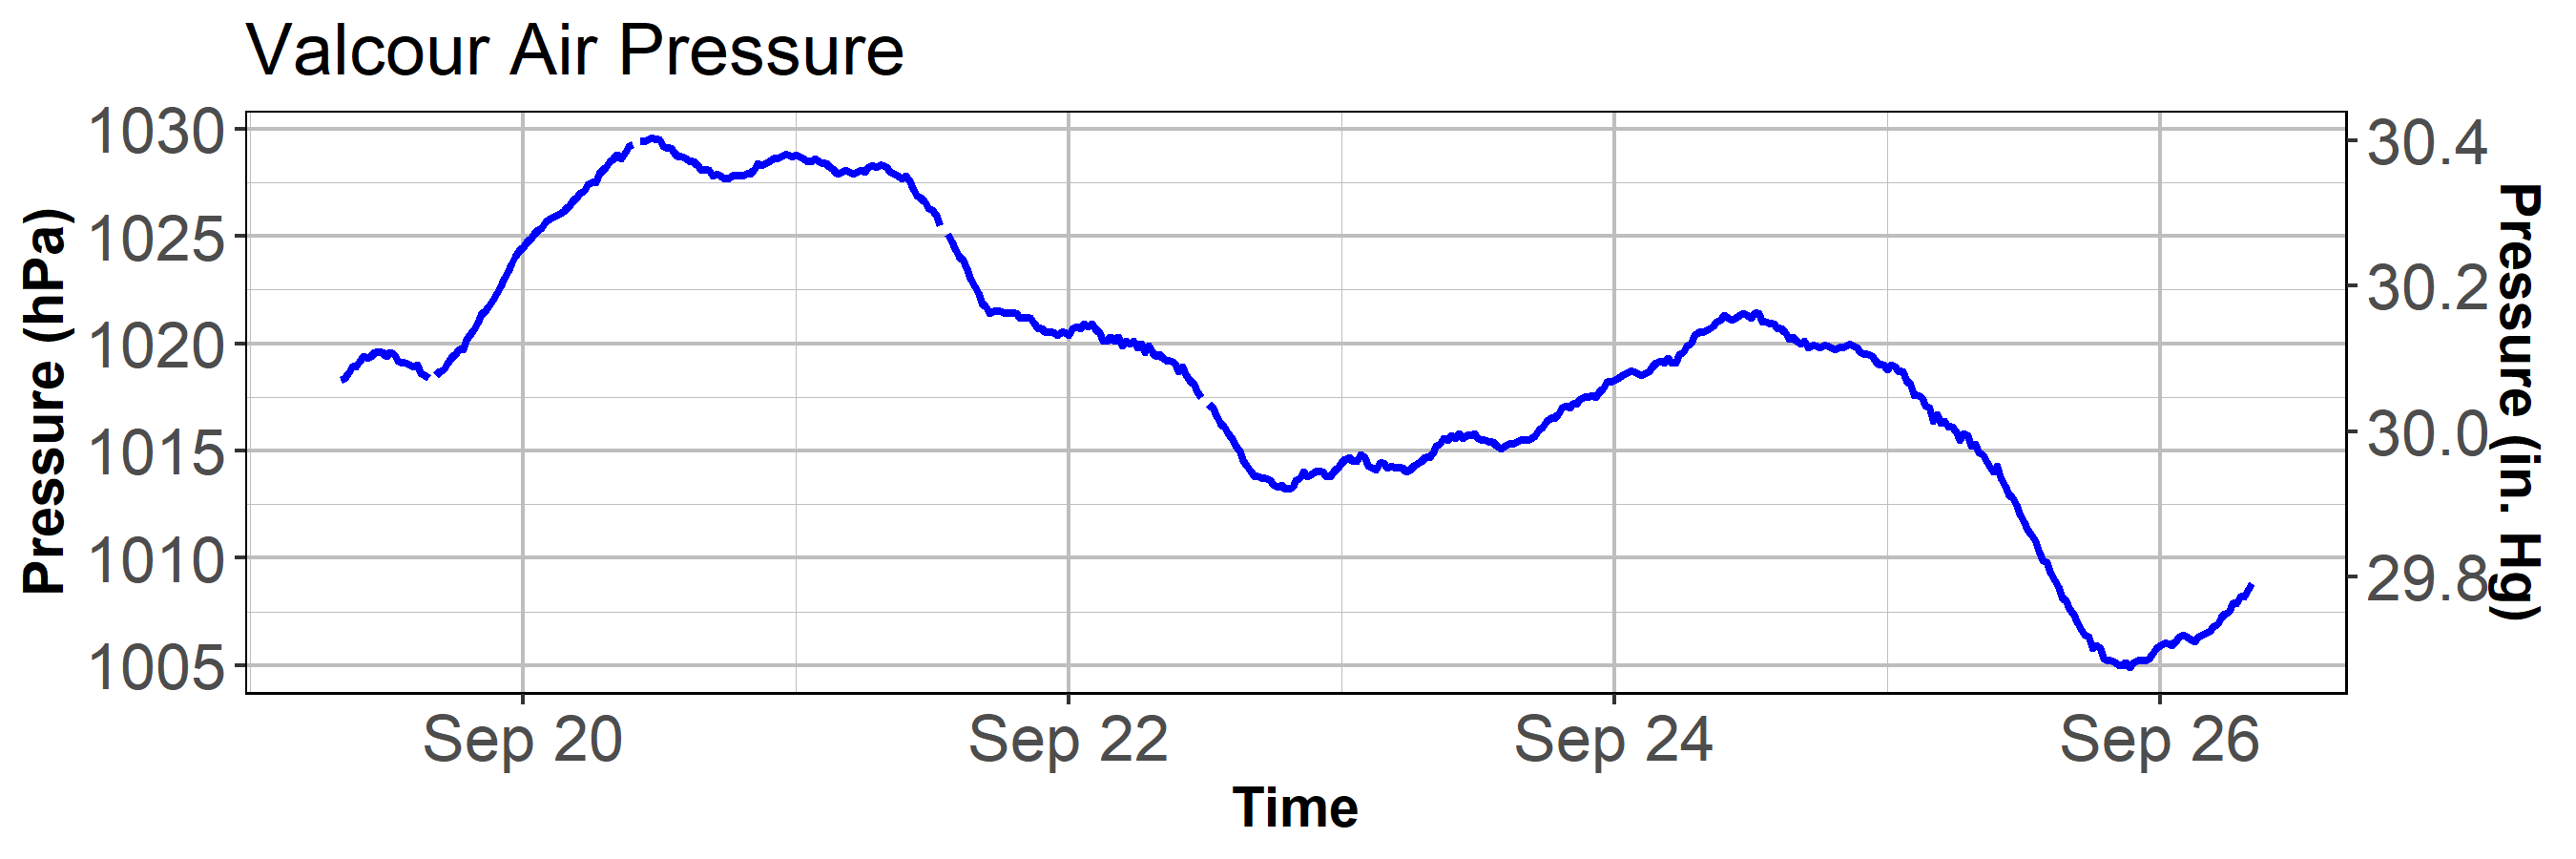 Valcour Air Pressure
Pressure (hPa)
1030
1025
1020
1015
1010
1005
30.4
30.2
30.0
29.8
Pressure (in. Hg)
Sep 20
Sep 22
Sep 24
Sep 26
Time